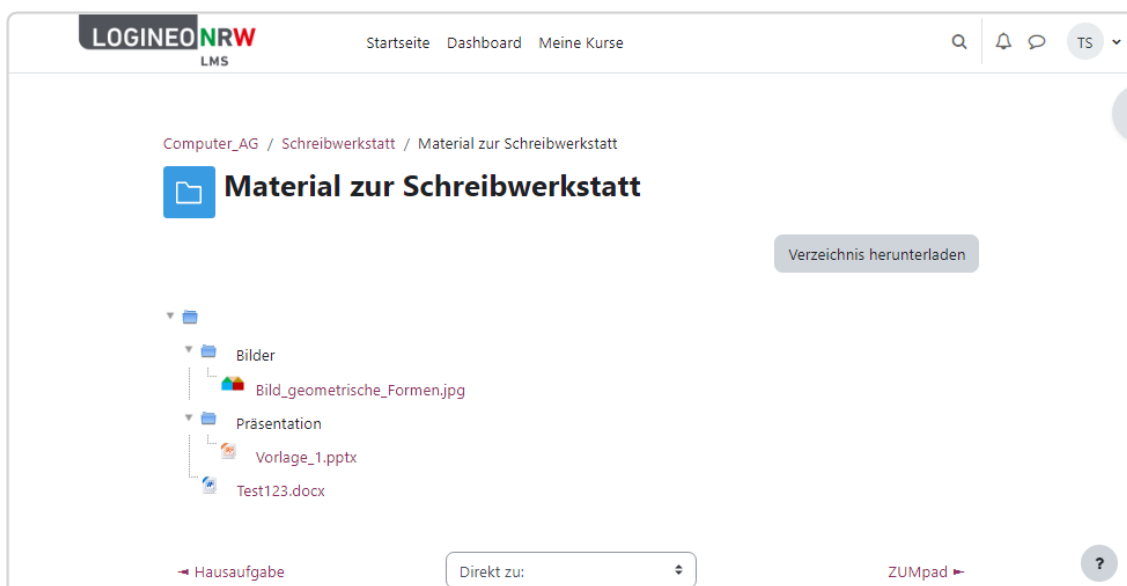 LOGINEO NRW
LMS
Startseite Dashboard Meine Kurse
TS
Computer_AG / Schreibwerkstatt / Material zur Schreibwerkstatt
Material zur Schreibwerkstatt
Verzeichnis herunterladen
Bilder
Bild_geometrische_Formen.jpg
Präsentation
Vorlage_1.pptx
Test123.docx
◄ Hausaufgabe
Direkt zu:
ZUMpad ►
?